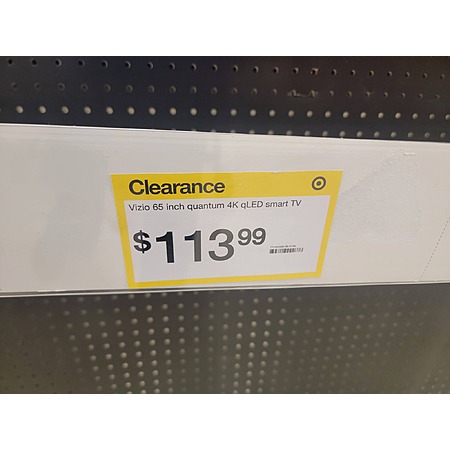 Clearance
Vizio 65 inch quantum 4K qLED smart TV
$113.99